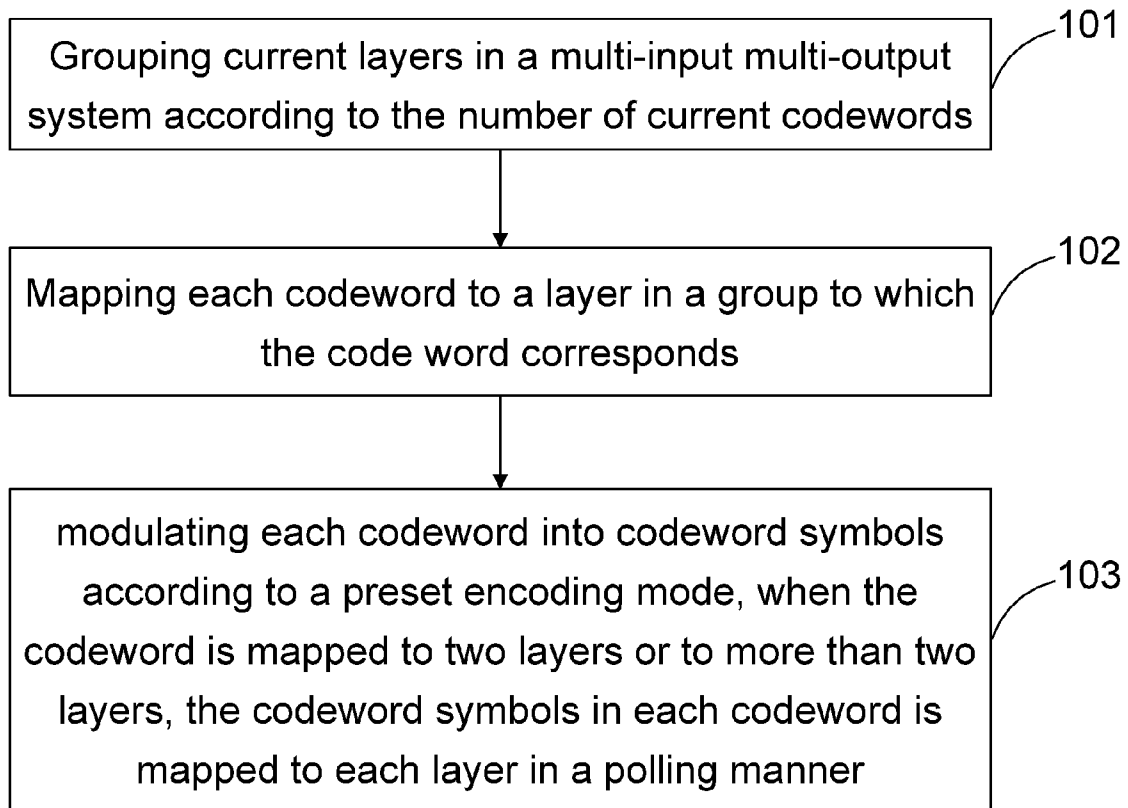 101
Grouping current layers in a multi-input multi-output
system according to the number of current codewords
102
Mapping each codeword to a layer in a group to which
the code word corresponds
103
modulating each codeword into codeword symbols
according to a preset encoding mode, when the
codeword is mapped to two layers or to more than two
layers, the codeword symbols in each codeword is
mapped to each layer in a polling manner